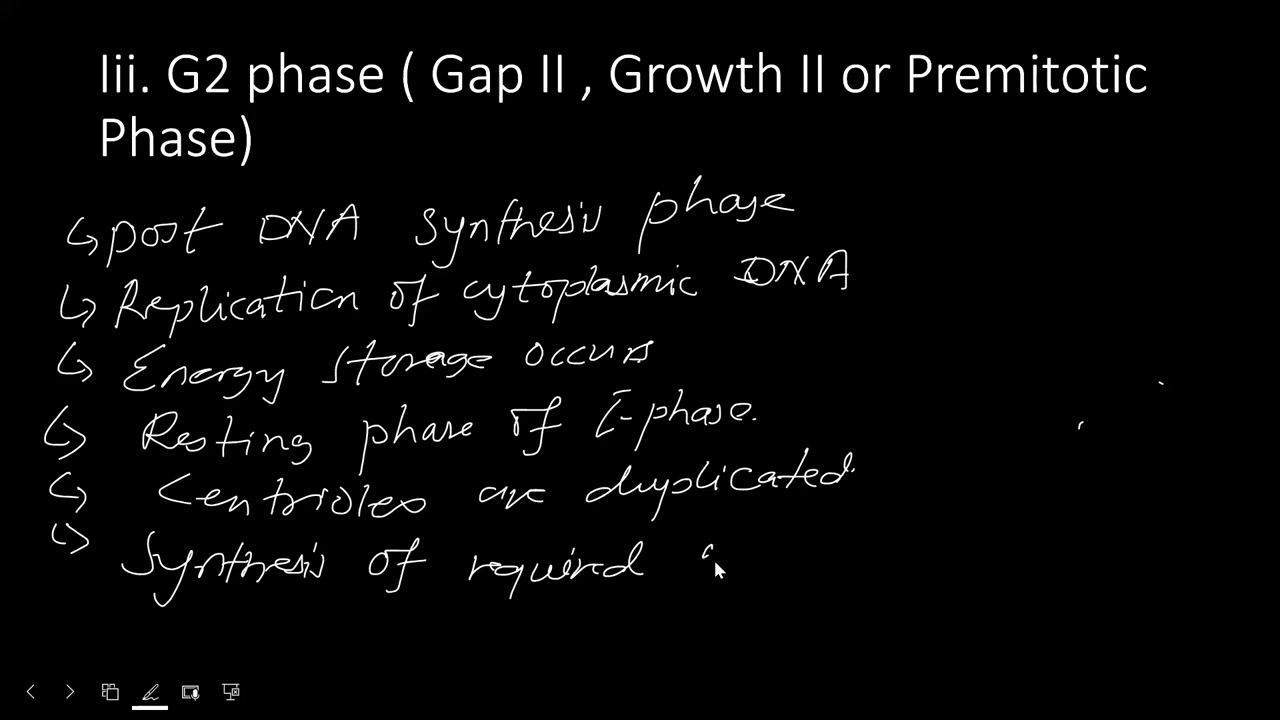 Iii. G2 phase ( Gap II , Growth II or Premitotic
Phase)
↳ post DNA synthesis phase
↳ Replication of cytoplasmic DNA
↳ Energy storage occurs
↳ Resting phase of I-phase.
↳ Centrioles are duplicated.
↳ Synthesis of required